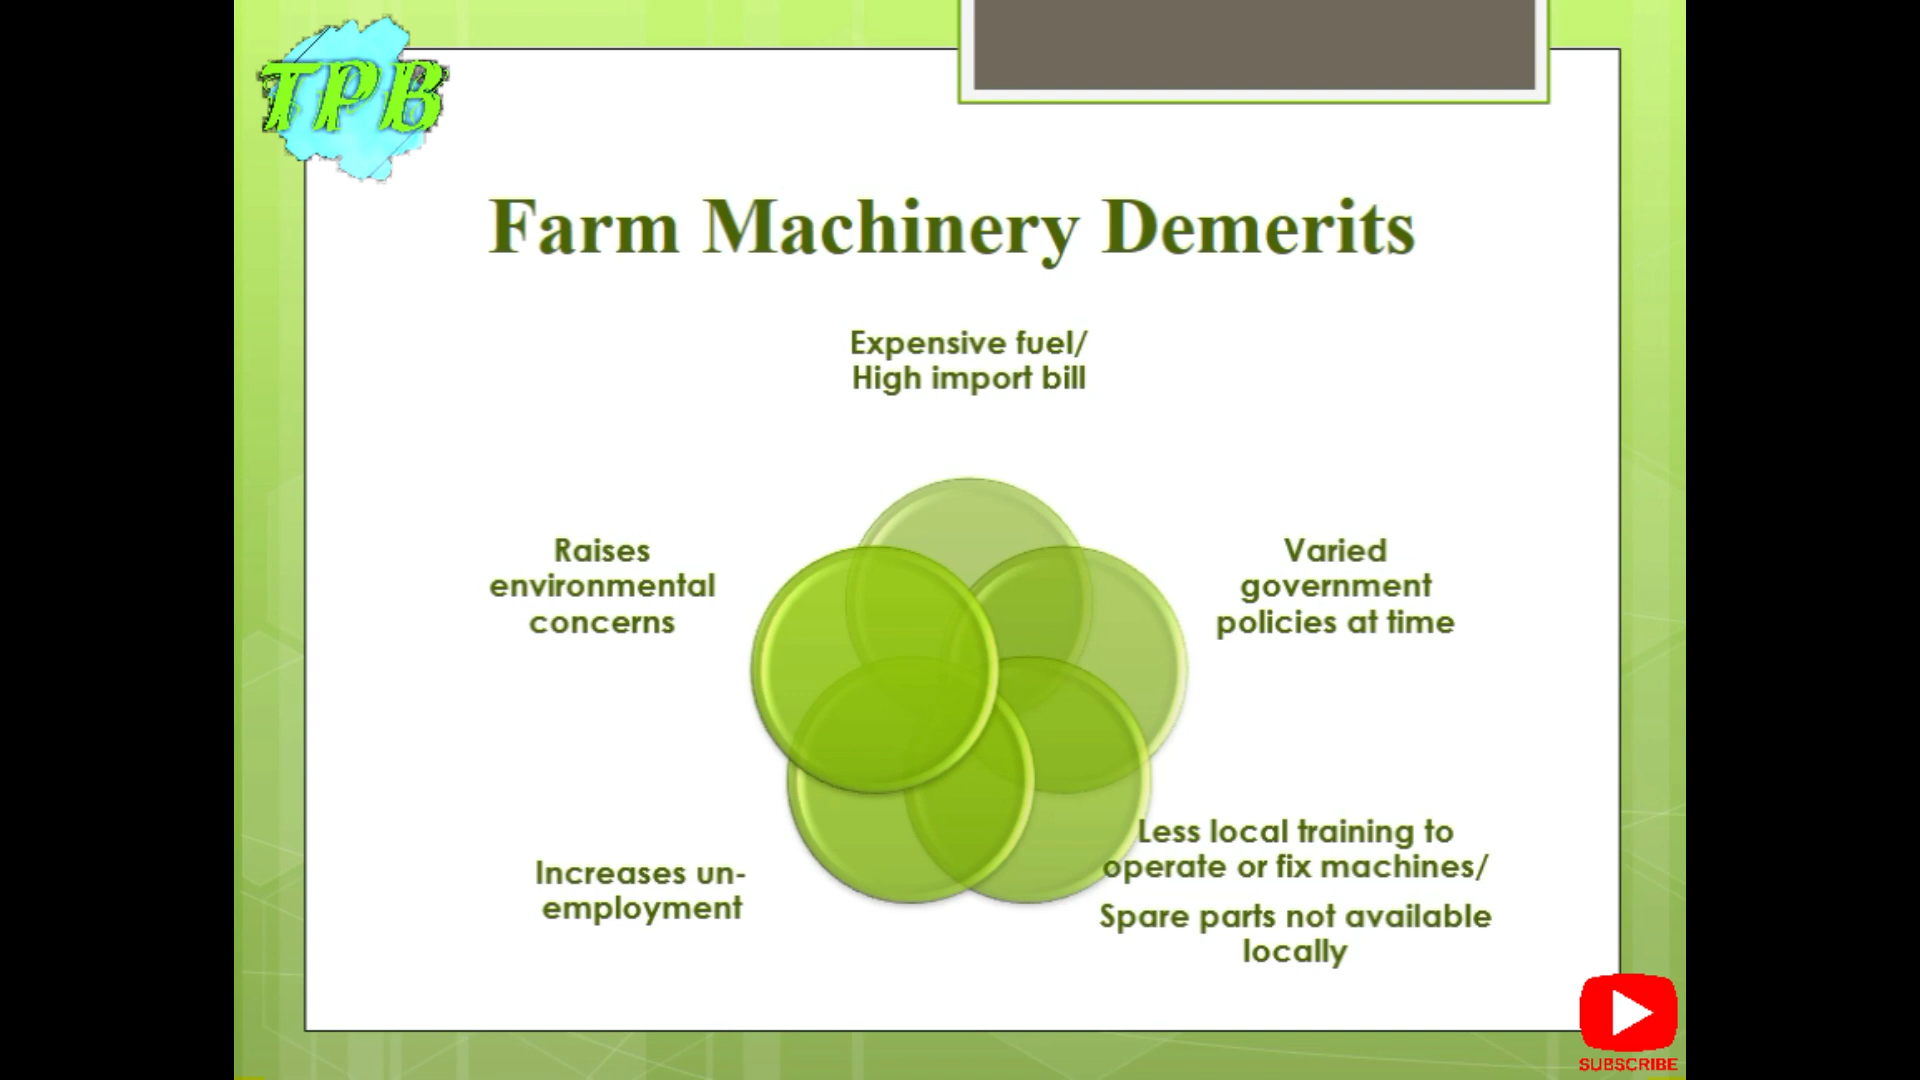 TPB
Farm Machinery Demerits
Expensive fuel/
High import bill
Varied
government
policies at time
Less local training to
operate or fix machines/
Spare parts not available
locally
Increases un-
employment
Raises
environmental
concerns
SUBSCRIBE